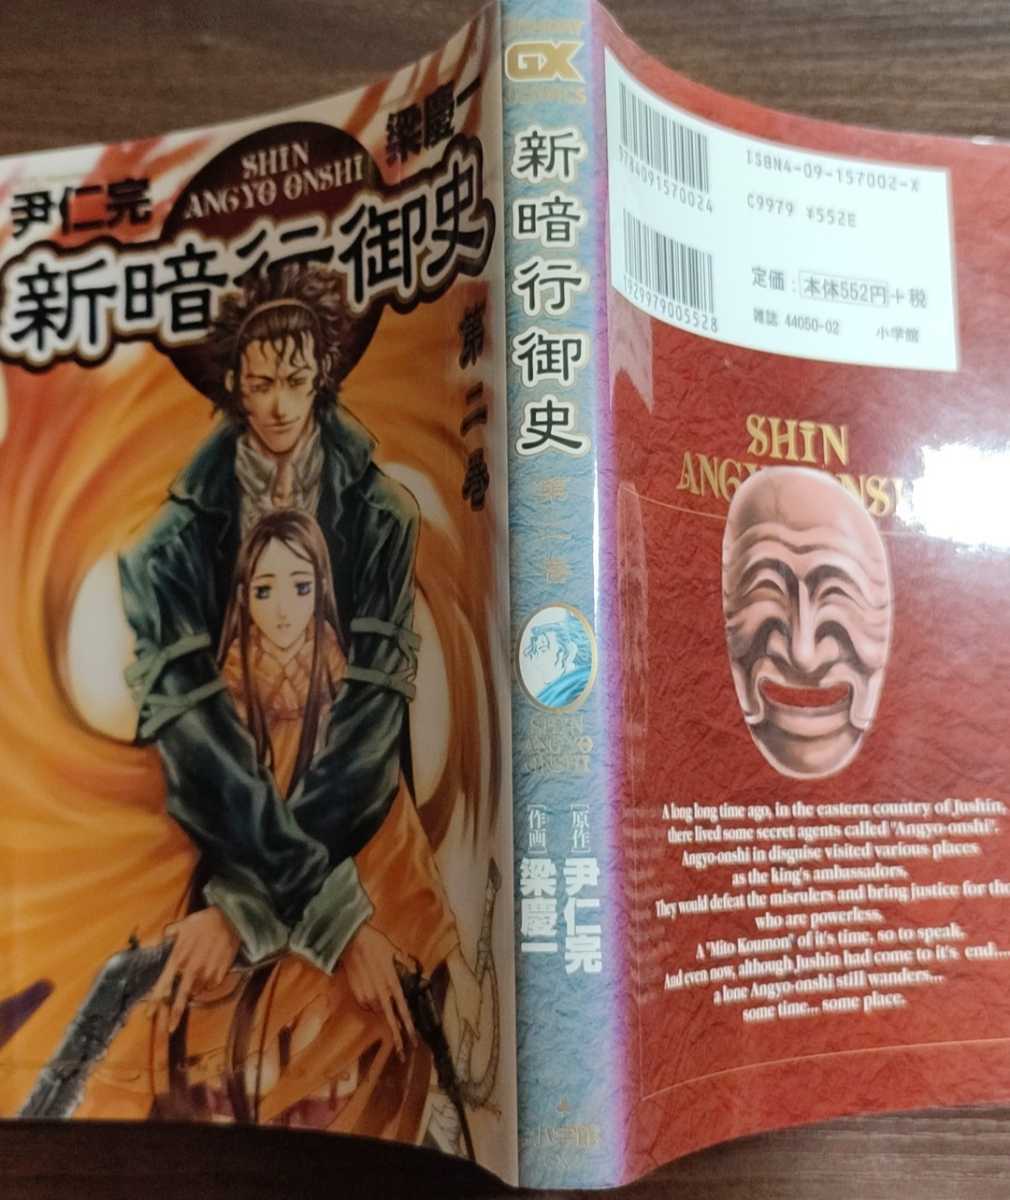 尹仁完
SHIN
ANGYO ONSHI
梁慶一
新暗行御史
第二巻
GX
COMICS
新暗行御史
第二巻
SHIN
ANGYO
ONSHI
[原作]尹仁完
[作画]梁慶一
小学館
9784091570024
1929979005528
ISBN4-09-157002-X
C9979 ¥552E
定価：本体552円+税
雑誌 44050-02 小学館
SHIN
A long long time ago, in the eastern country of Jushin,
there lived some secret agents called "Angyo-onshi".
Angyo-onshi in disguise visited various places
as the king's ambassadors.
They would defeat the misrulers and bring justice for tho
who are powerless.
A "Mito Koumon" of it's time, so to speak.
And even now, although Jushin had come to it's end...
a lone Angyo-onshi still wanders...
some time... some place.